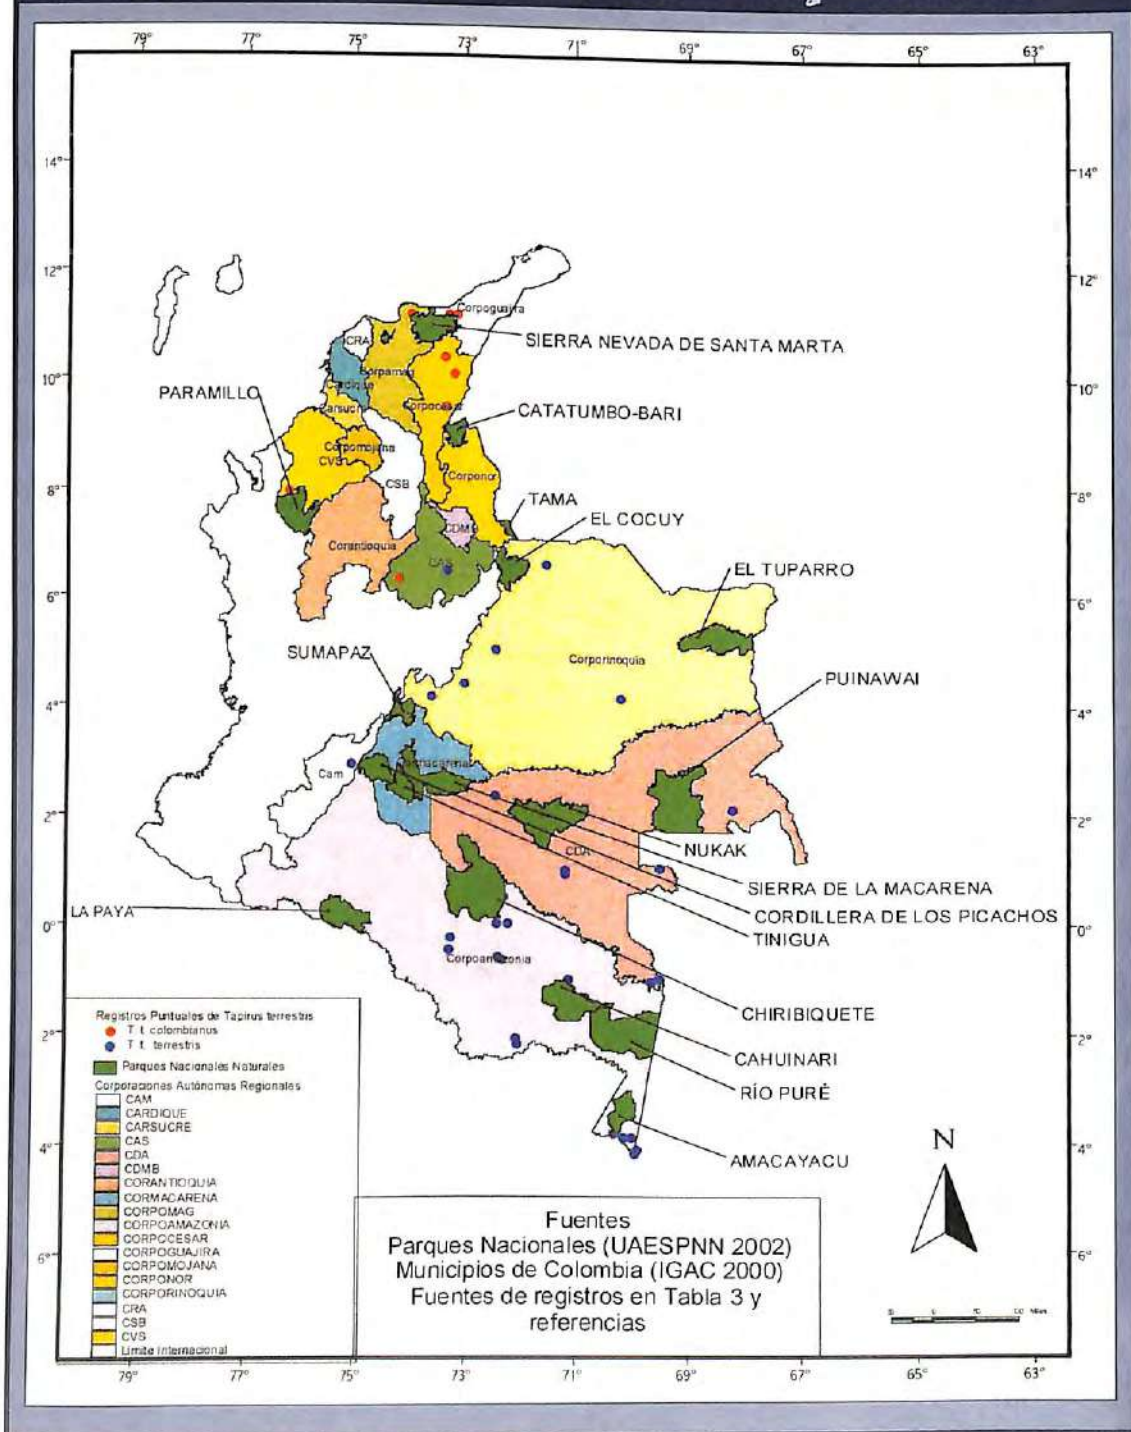 79° 77° 75° 73° 71° 69° 65° 63°
14° 14°
12° 12°
Corpoguajira
SIERRA NEVADA DE SANTA MARTA
CRA
Corpamag
10° 10°
Cardique
PARAMILLO
Carsucre
Corpocesar
CATATUMBO-BARI
Corpomojana
CVS
Corponor
CSB
8° 8°
TAMA
CDMB
EL COCUY
Corantioquia
CAS
EL TUPARRO
6° 6°
SUMAPAZ
Corporinoquia
PUINAWAI
4° 4°
Cam
Cormacarena
2° 2°
NUKAK
CDA
SIERRA DE LA MACARENA
LA PAYA
CORDILLERA DE LOS PICACHOS
0° 0°
TINIGUA
Corpoamazonia
CHIRIBIQUETE
Registros Puntuales de Tapirus terrestris
T. t. colombianus
T. t. terrestris
2° 2°
CAHUINARI
Parques Nacionales Naturales
Corporaciones Autónomas Regionales
RÍO PURÉ
CAM
CARDIQUE
CARSUCRE
CAS
CDA
CDMB
CORANTIOQUIA
CORMACARENA
CORPOMAG
CORPOAMAZONIA
CORPOCESAR
CORPOGUAJIRA
CORPOMOJANA
CORPONOR
CORPORINOQUIA
CRA
CSB
CVS
Limite Internacional
4° 4°
AMACAYACU
N
Fuentes
Parques Nacionales (UAESPNN 2002)
Municipios de Colombia (IGAC 2000)
Fuentes de registros en Tabla 3 y
referencias
6° 6°
79° 77° 75° 73° 71° 69° 67° 65° 63°